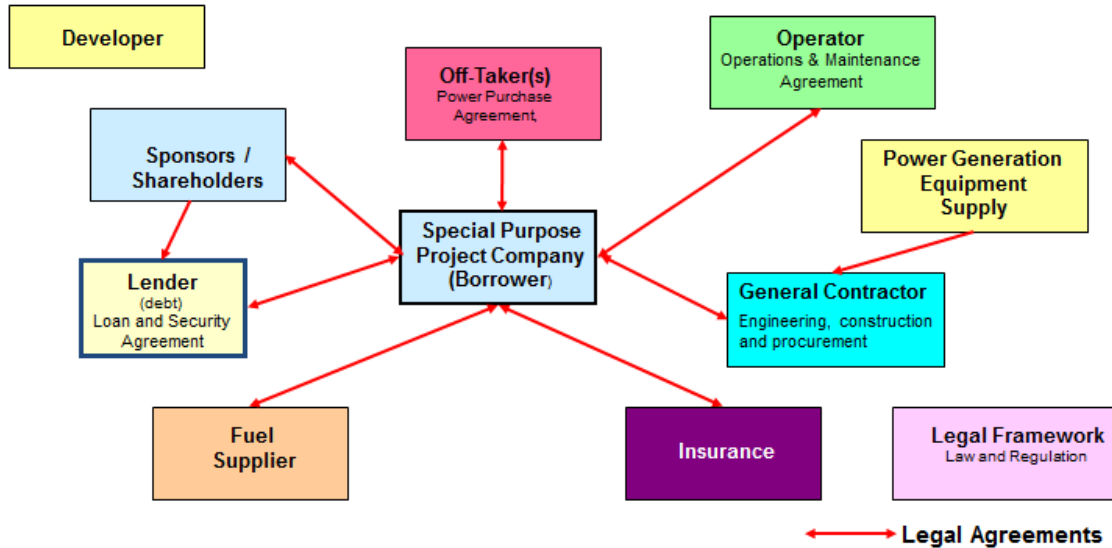 Developer
Off-Taker(s)
Power Purchase
Agreement,
Operator
Operations & Maintenance
Agreement
Sponsors /
Shareholders
Power Generation
Equipment
Supply
Special Purpose
Project Company
(Borrower)
Lender
(debt)
Loan and Security
Agreement
General Contractor
Engineering, construction
and procurement
Fuel
Supplier
Insurance
Legal Framework
Law and Regulation
Legal Agreements